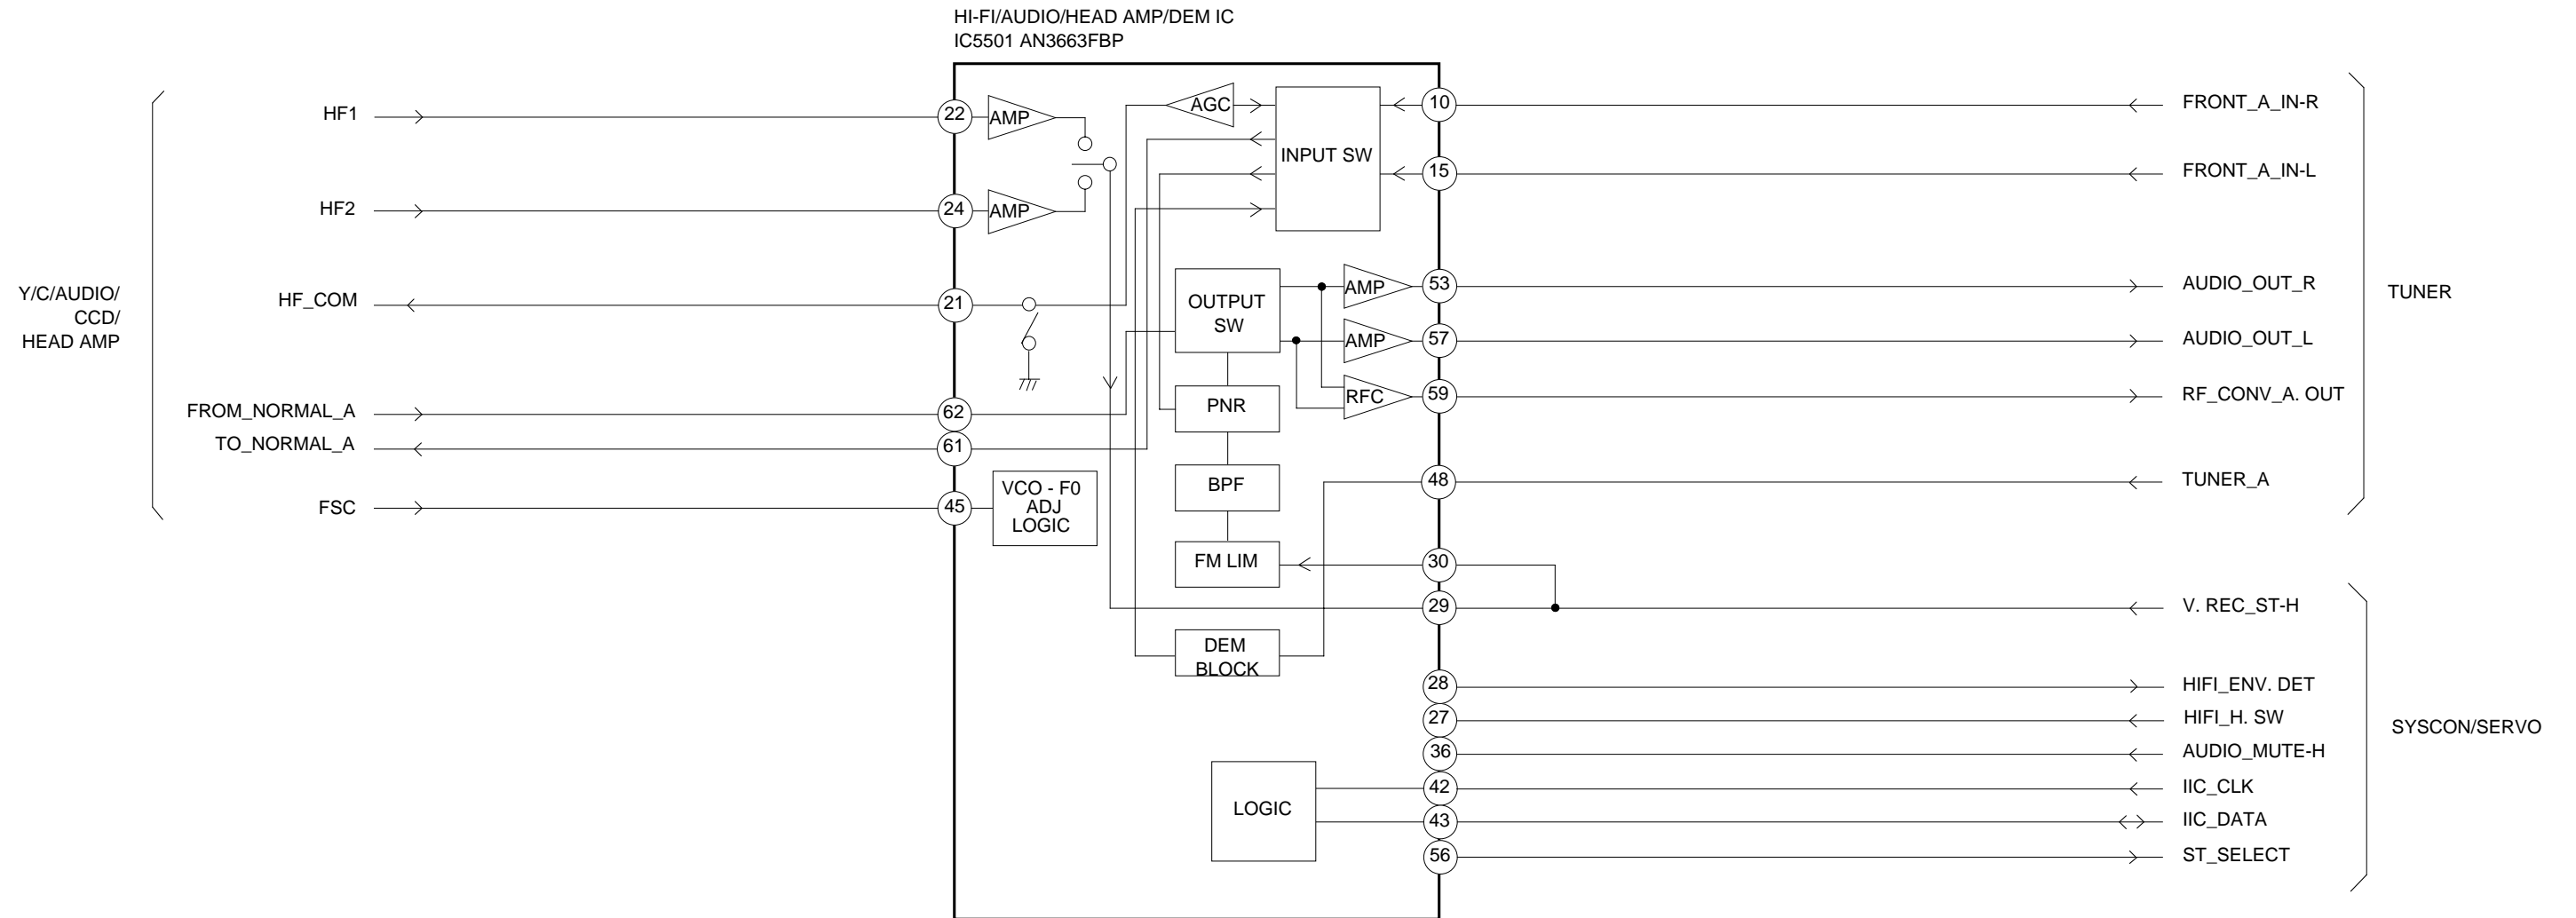 HI-FI/AUDIO/HEAD AMP/DEM IC
IC5501 AN3663FBP
Y/C/AUDIO/
CCD/
HEAD AMP
HF1
HF2
HF_COM
FROM_NORMAL_A
TO_NORMAL_A
FSC
22
24
21
62
61
45
AMP
AMP
AGC
INPUT SW
OUTPUT
SW
AMP
AMP
RFC
PNR
BPF
FM LIM
DEM
BLOCK
VCO - F0
ADJ
LOGIC
LOGIC
10
15
53
57
59
48
30
29
28
27
36
42
43
56
FRONT_A_IN-R
FRONT_A_IN-L
AUDIO_OUT_R
AUDIO_OUT_L
RF_CONV_A. OUT
TUNER_A
V. REC_ST-H
HIFI_ENV. DET
HIFI_H. SW
AUDIO_MUTE-H
IIC_CLK
IIC_DATA
ST_SELECT
TUNER
SYSCON/SERVO